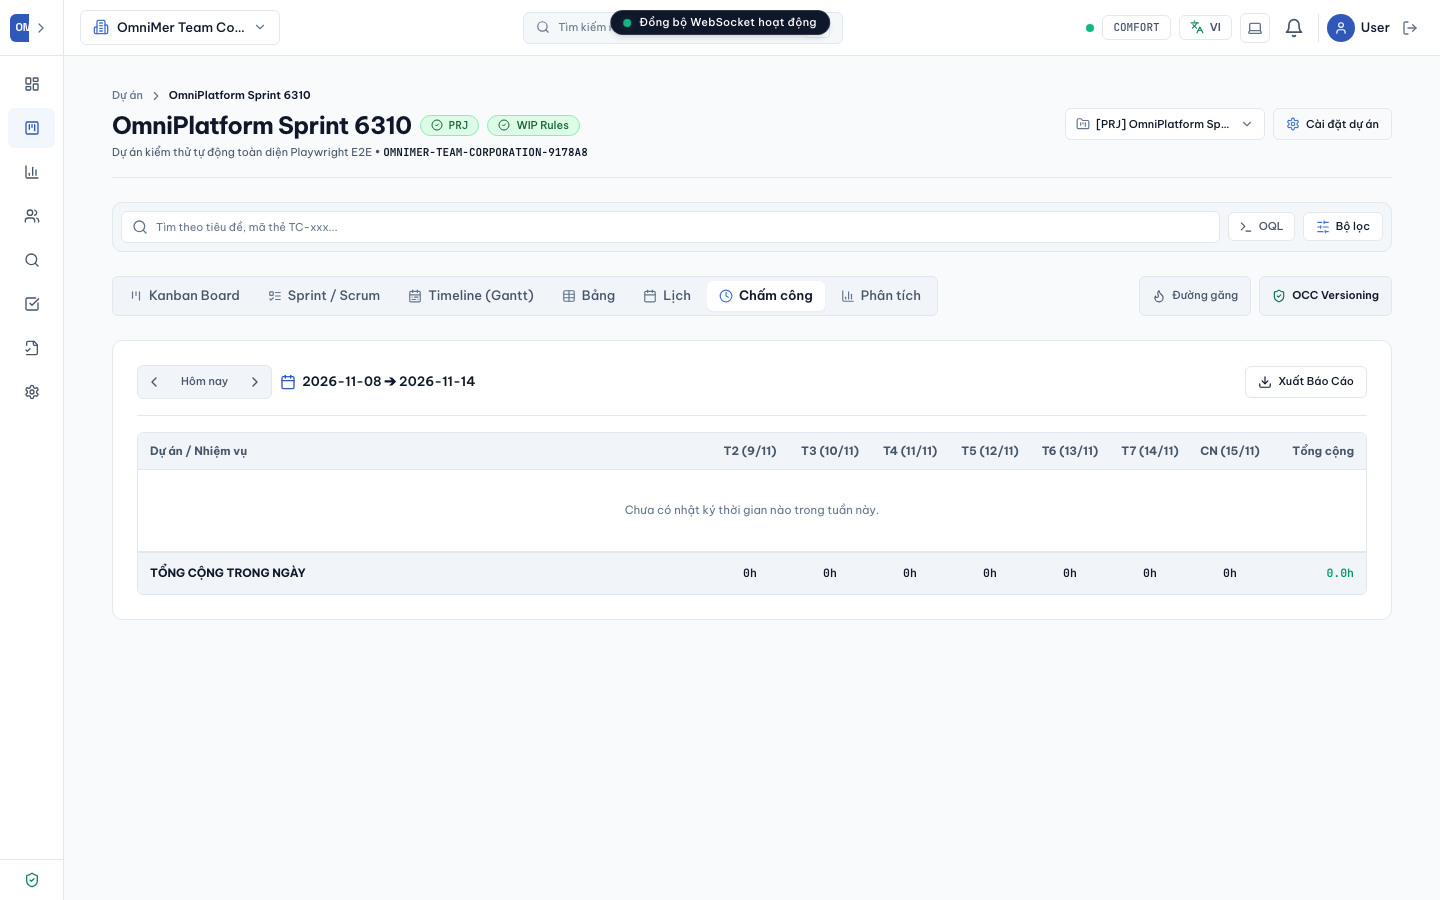 OmniMer Team Co...
Tìm kiếm
Đồng bộ WebSocket hoạt động
COMFORT
VI
User
Dự án > OmniPlatform Sprint 6310
OmniPlatform Sprint 6310
PRJ
WIP Rules
[PRJ] OmniPlatform Sp...
Cài đặt dự án
Dự án kiểm thử tự động toàn diện Playwright E2E • OMNIMER-TEAM-CORPORATION-9178A8
Tìm theo tiêu đề, mã thẻ TC-xxx...
OQL
Bộ lọc
Kanban Board
Sprint / Scrum
Timeline (Gantt)
Bảng
Lịch
Chấm công
Phân tích
Đường găng
OCC Versioning
Hôm nay
2026-11-08 ➔ 2026-11-14
Xuất Báo Cáo
Dự án / Nhiệm vụ T2 (9/11) T3 (10/11) T4 (11/11) T5 (12/11) T6 (13/11) T7 (14/11) CN (15/11) Tổng cộng
Chưa có nhật ký thời gian nào trong tuần này.
TỔNG CỘNG TRONG NGÀY 0h 0h 0h 0h 0h 0h 0h 0.0h